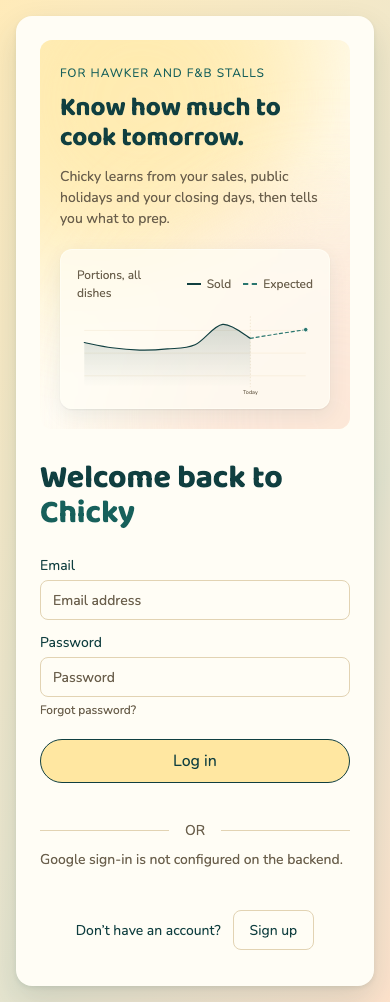 FOR HAWKER AND F&B STALLS
Know how much to
cook tomorrow.
Chicky learns from your sales, public
holidays and your closing days, then tells
you what to prep.
Portions, all
dishes
Sold
Expected
Today
Welcome back to
Chicky
Email
Email address
Password
Password
Forgot password?
Log in
OR
Google sign-in is not configured on the backend.
Don't have an account?
Sign up